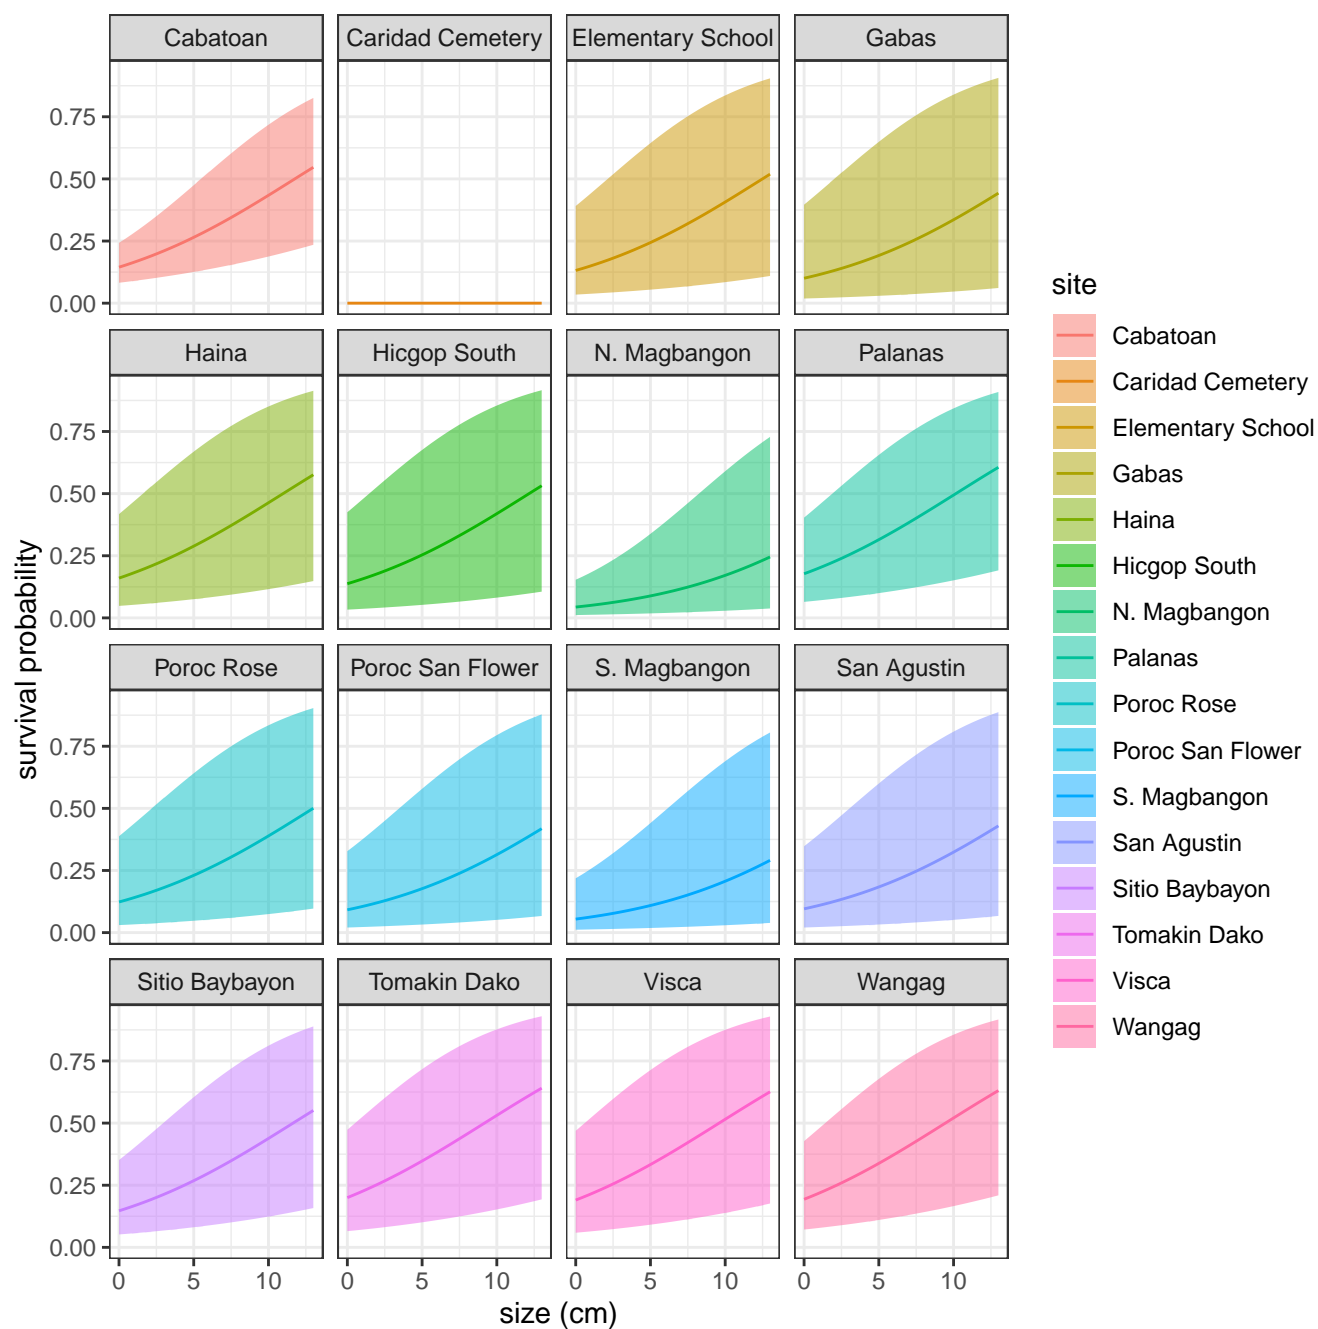 Cabatoan
Caridad Cemetery
Elementary School
Gabas
0.75
0.50
0.25
0.00
Haina
Hicgop South
N. Magbangon
Palanas
0.75
0.50
0.25
0.00
Poroc Rose
Poroc San Flower
S. Magbangon
San Agustin
0.75
0.50
0.25
0.00
Sitio Baybayon
Tomakin Dako
Visca
Wangag
0.75
0.50
0.25
0.00
0 5 10
0 5 10
0 5 10
0 5 10
size (cm)
survival probability
site
Cabatoan
Caridad Cemetery
Elementary School
Gabas
Haina
Hicgop South
N. Magbangon
Palanas
Poroc Rose
Poroc San Flower
S. Magbangon
San Agustin
Sitio Baybayon
Tomakin Dako
Visca
Wangag